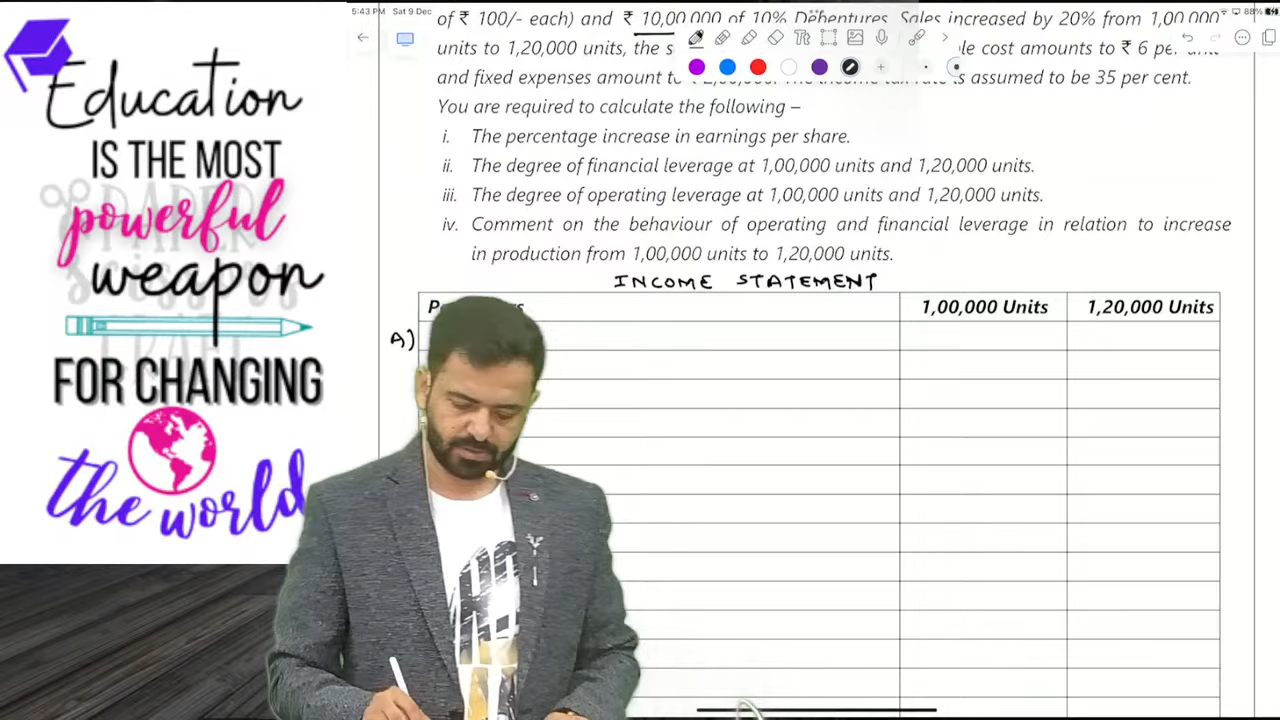 5:43 PM Sat 9 Dec
88%
of ₹ 100/- each) and ₹ 10,00,000 of 10% Debentures. Sales increased by 20% from 1,00,000
units to 1,20,000 units, the s le cost amounts to ₹ 6 per unit
and fixed expenses amount to The income tax rate is assumed to be 35 per cent.
You are required to calculate the following –
i. The percentage increase in earnings per share.
ii. The degree of financial leverage at 1,00,000 units and 1,20,000 units.
iii. The degree of operating leverage at 1,00,000 units and 1,20,000 units.
iv. Comment on the behaviour of operating and financial leverage in relation to increase
in production from 1,00,000 units to 1,20,000 units.
INCOME STATEMENT
1,00,000 Units 1,20,000 Units
A)
Education
IS THE MOST
powerful
weapon
FOR CHANGING
the world